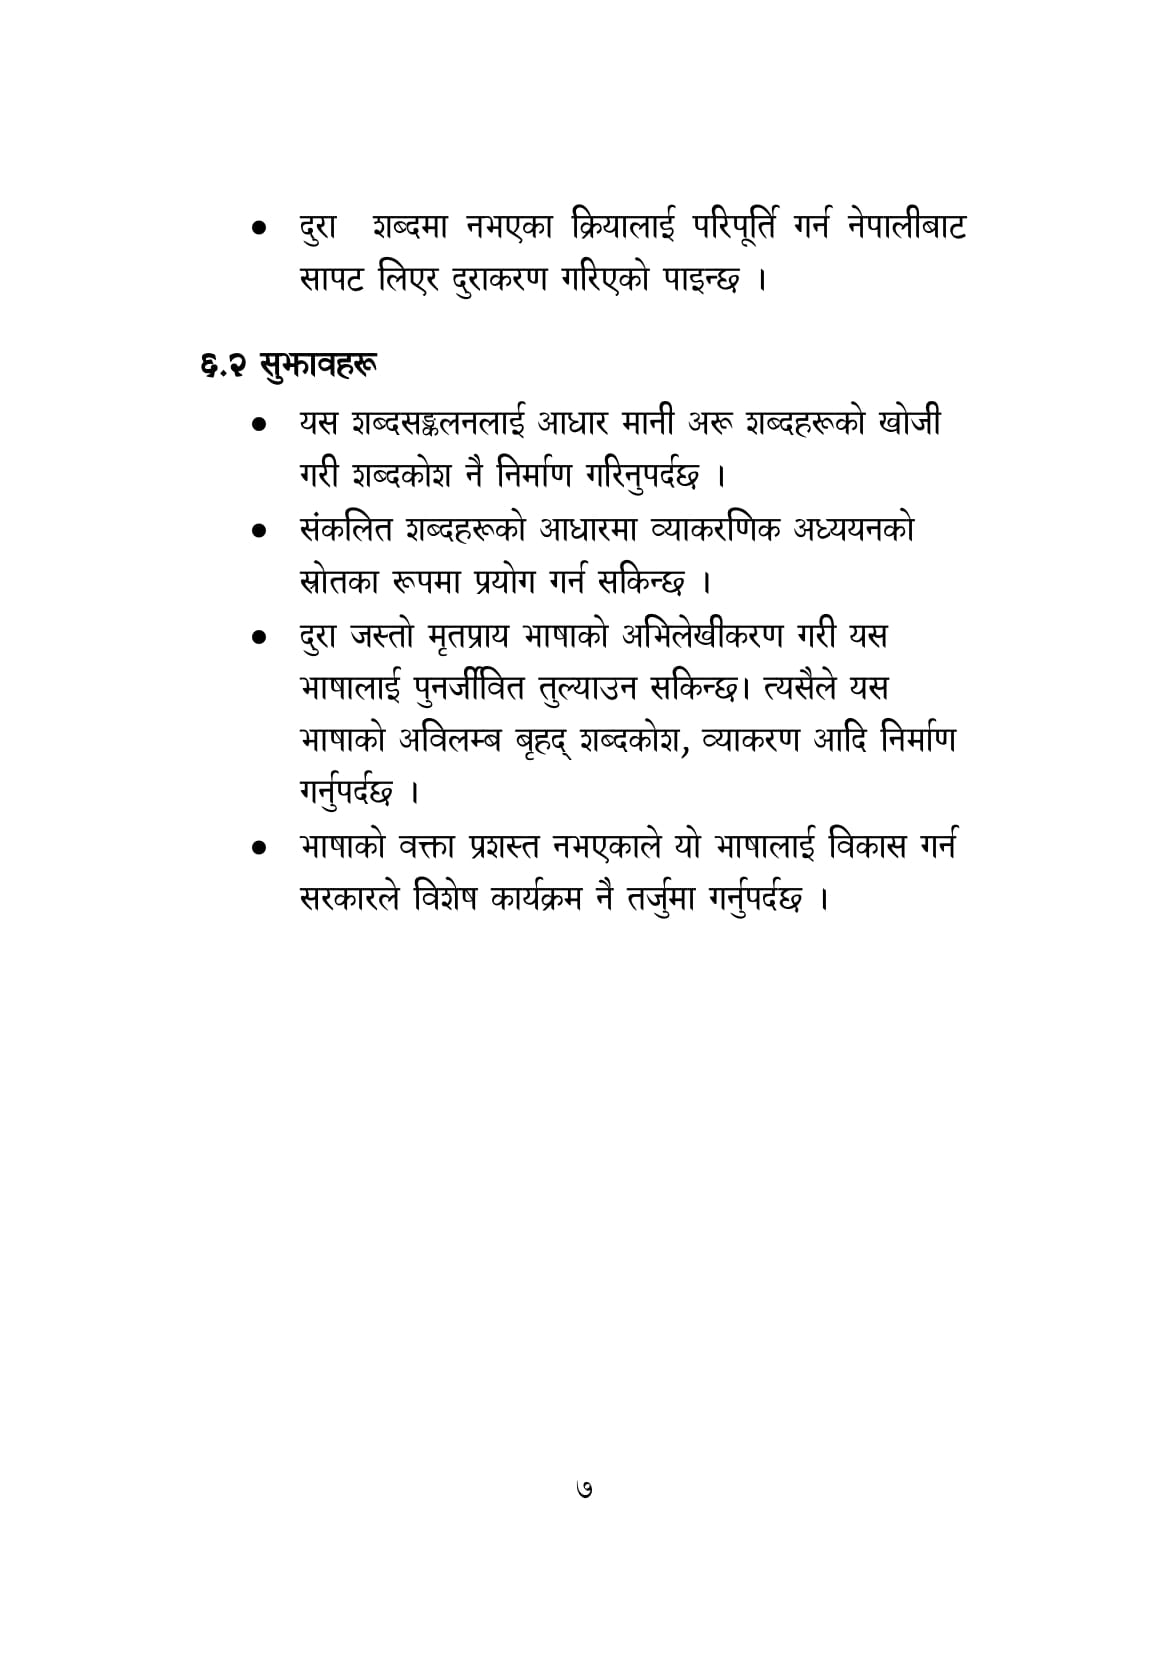 • दुरा शब्दमा नभएका क्रियालाई परिपूर्ति गर्न नेपालीबाट
सापट लिएर दुराकरण गरिएको पाइन्छ ।
६.२ सुझावहरू
• यस शब्दसङ्कलनलाई आधार मानी अरू शब्दहरूको खोजी
गरी शब्दकोश नै निर्माण गरिनुपर्दछ ।
• संकलित शब्दहरूको आधारमा व्याकरणिक अध्ययनको
स्रोतका रूपमा प्रयोग गर्न सकिन्छ ।
• दुरा जस्तो मृतप्राय भाषाको अभिलेखीकरण गरी यस
भाषालाई पुनर्जीवित तुल्याउन सकिन्छ। त्यसैले यस
भाषाको अविलम्ब बृहद् शब्दकोश, व्याकरण आदि निर्माण
गर्नुपर्दछ ।
• भाषाको वक्ता प्रशस्त नभएकाले यो भाषालाई विकास गर्न
सरकारले विशेष कार्यक्रम नै तर्जुमा गर्नुपर्दछ ।
७